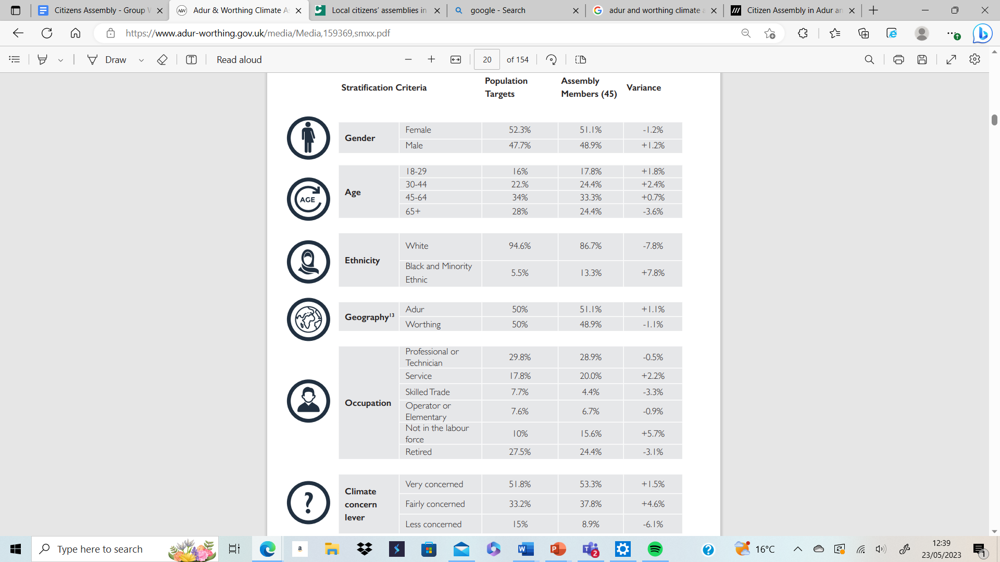 Citizens Assembly - Group V
Adur & Worthing Climate As
Local citizens' assemblies in
google - Search
adur and worthing climate a
Citizen Assembly in Adur an
https://www.adur-worthing.gov.uk/media/Media,159369,smxx.pdf
Draw
Read aloud
20 of 154
Stratification Criteria Population Targets Assembly Members (45) Variance
Gender
Female 52.3% 51.1% -1.2%
Male 47.7% 48.9% +1.2%
AGE
Age
18-29 16% 17.8% +1.8%
30-44 22.% 24.4% +2.4%
45-64 34% 33.3% +0.7%
65+ 28% 24.4% -3.6%
Ethnicity
White 94.6% 86.7% -7.8%
Black and Minority Ethnic 5.5% 13.3% +7.8%
Geography13
Adur 50% 51.1% +1.1%
Worthing 50% 48.9% -1.1%
Occupation
Professional or Technician 29.8% 28.9% -0.5%
Service 17.8% 20.0% +2.2%
Skilled Trade 7.7% 4.4% -3.3%
Operator or Elementary 7.6% 6.7% -0.9%
Not in the labour force 10% 15.6% +5.7%
Retired 27.5% 24.4% -3.1%
?
Climate concern lever
Very concerned 51.8% 53.3% +1.5%
Fairly concerned 33.2% 37.8% +4.6%
Less concerned 15% 8.9% -6.1%
Type here to search
16°C
12:39
23/05/2023